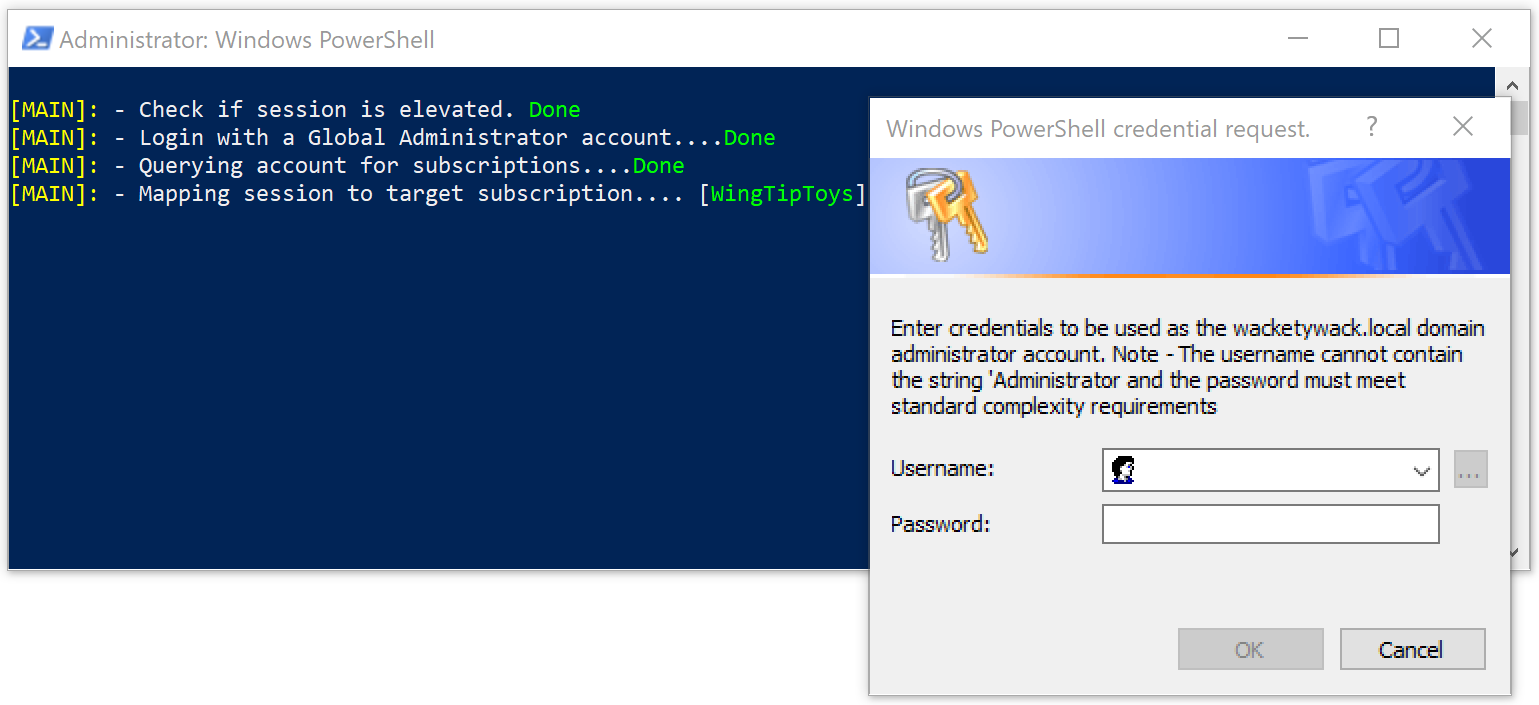 Administrator: Windows PowerShell
[MAIN]: - Check if session is elevated. Done
[MAIN]: - Login with a Global Administrator account....Done
[MAIN]: - Querying account for subscriptions....Done
[MAIN]: - Mapping session to target subscription.... [WingTipToys]
Windows PowerShell credential request.
?
Enter credentials to be used as the wacketywack.local domain
administrator account. Note - The username cannot contain
the string 'Administrator and the password must meet
standard complexity requirements
Username:
...
Password:
OK
Cancel